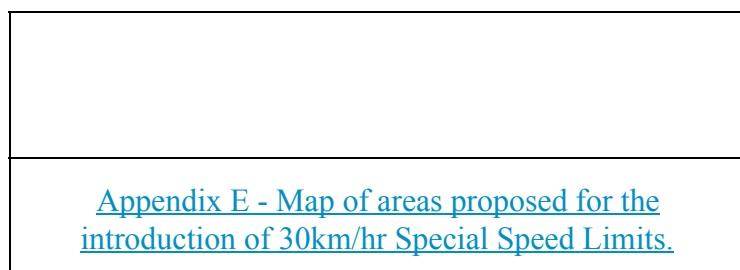 Appendix E - Map of areas proposed for the
introduction of 30km/hr Special Speed Limits.